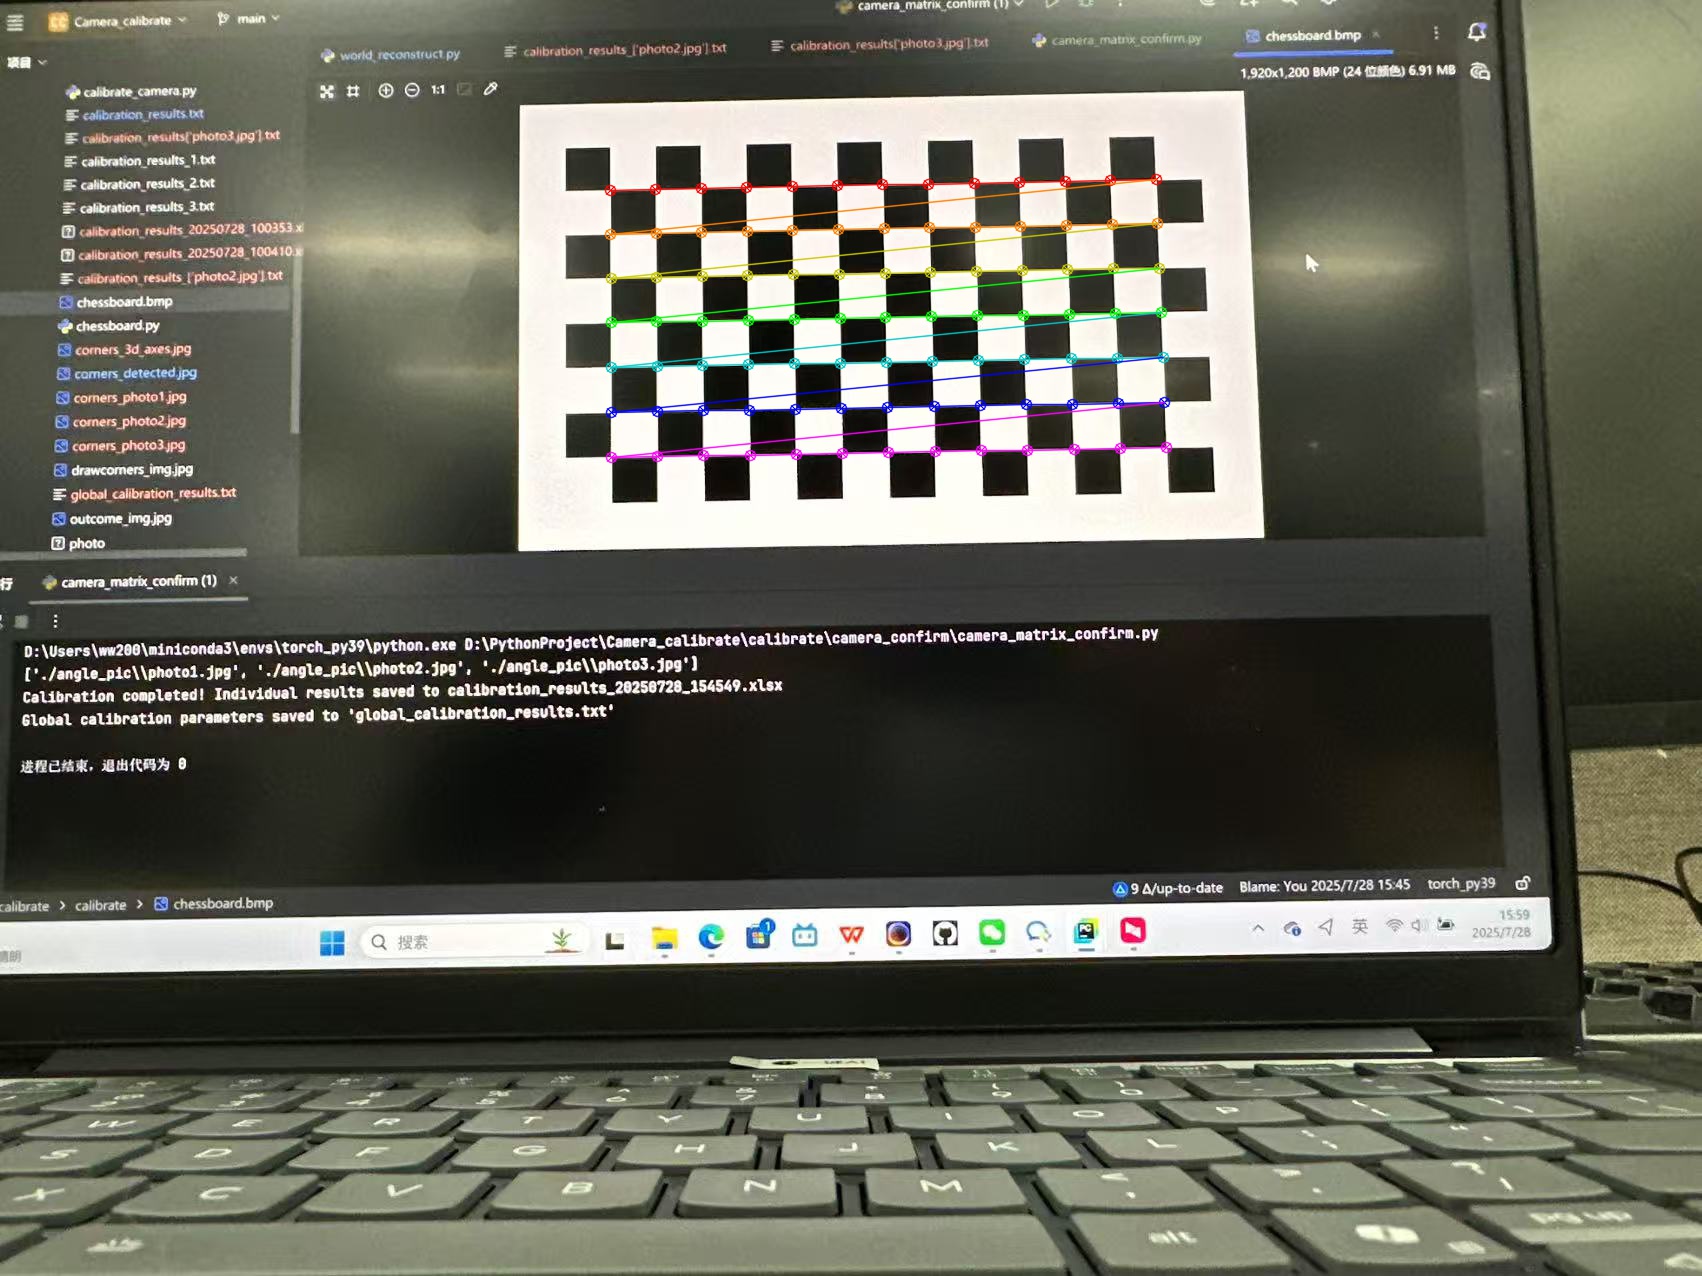 Camera_calibrate
main
camera_matrix_confirm (1)
项目
world_reconstruct.py
calibration_results_['photo2.jpg'].txt
calibration_results['photo3.jpg'].txt
camera_matrix_confirm.py
chessboard.bmp
1:1
1,920x1,200 BMP (24 位颜色) 6.91 MB
calibrate_camera.py
calibration_results.txt
calibration_results['photo3.jpg'].txt
calibration_results_1.txt
calibration_results_2.txt
calibration_results_3.txt
calibration_results_20250728_100353.x
calibration_results_20250728_100410.x
calibration_results_['photo2.jpg'].txt
chessboard.bmp
chessboard.py
corners_3d_axes.jpg
corners_detected.jpg
corners_photo1.jpg
corners_photo2.jpg
corners_photo3.jpg
drawcorners_img.jpg
global_calibration_results.txt
outcome_img.jpg
photo
行
camera_matrix_confirm (1)
D:\Users\ww200\miniconda3\envs\torch_py39\python.exe D:\PythonProject\Camera_calibrate\calibrate\camera_confirm\camera_matrix_confirm.py
['./angle_pic\\photo1.jpg', './angle_pic\\photo2.jpg', './angle_pic\\photo3.jpg']
Calibration completed! Individual results saved to calibration_results_20250728_154549.xlsx
Global calibration parameters saved to 'global_calibration_results.txt'
进程已结束，退出代码为 0
calibrate > calibrate > chessboard.bmp
9 Δ/up-to-date
Blame: You 2025/7/28 15:45
torch_py39
晴朗
搜索
1
PC
英
15:59
2025/7/28
W E R T Y U I O P
S D F G H J K L
X C V B N M
alt
pg up